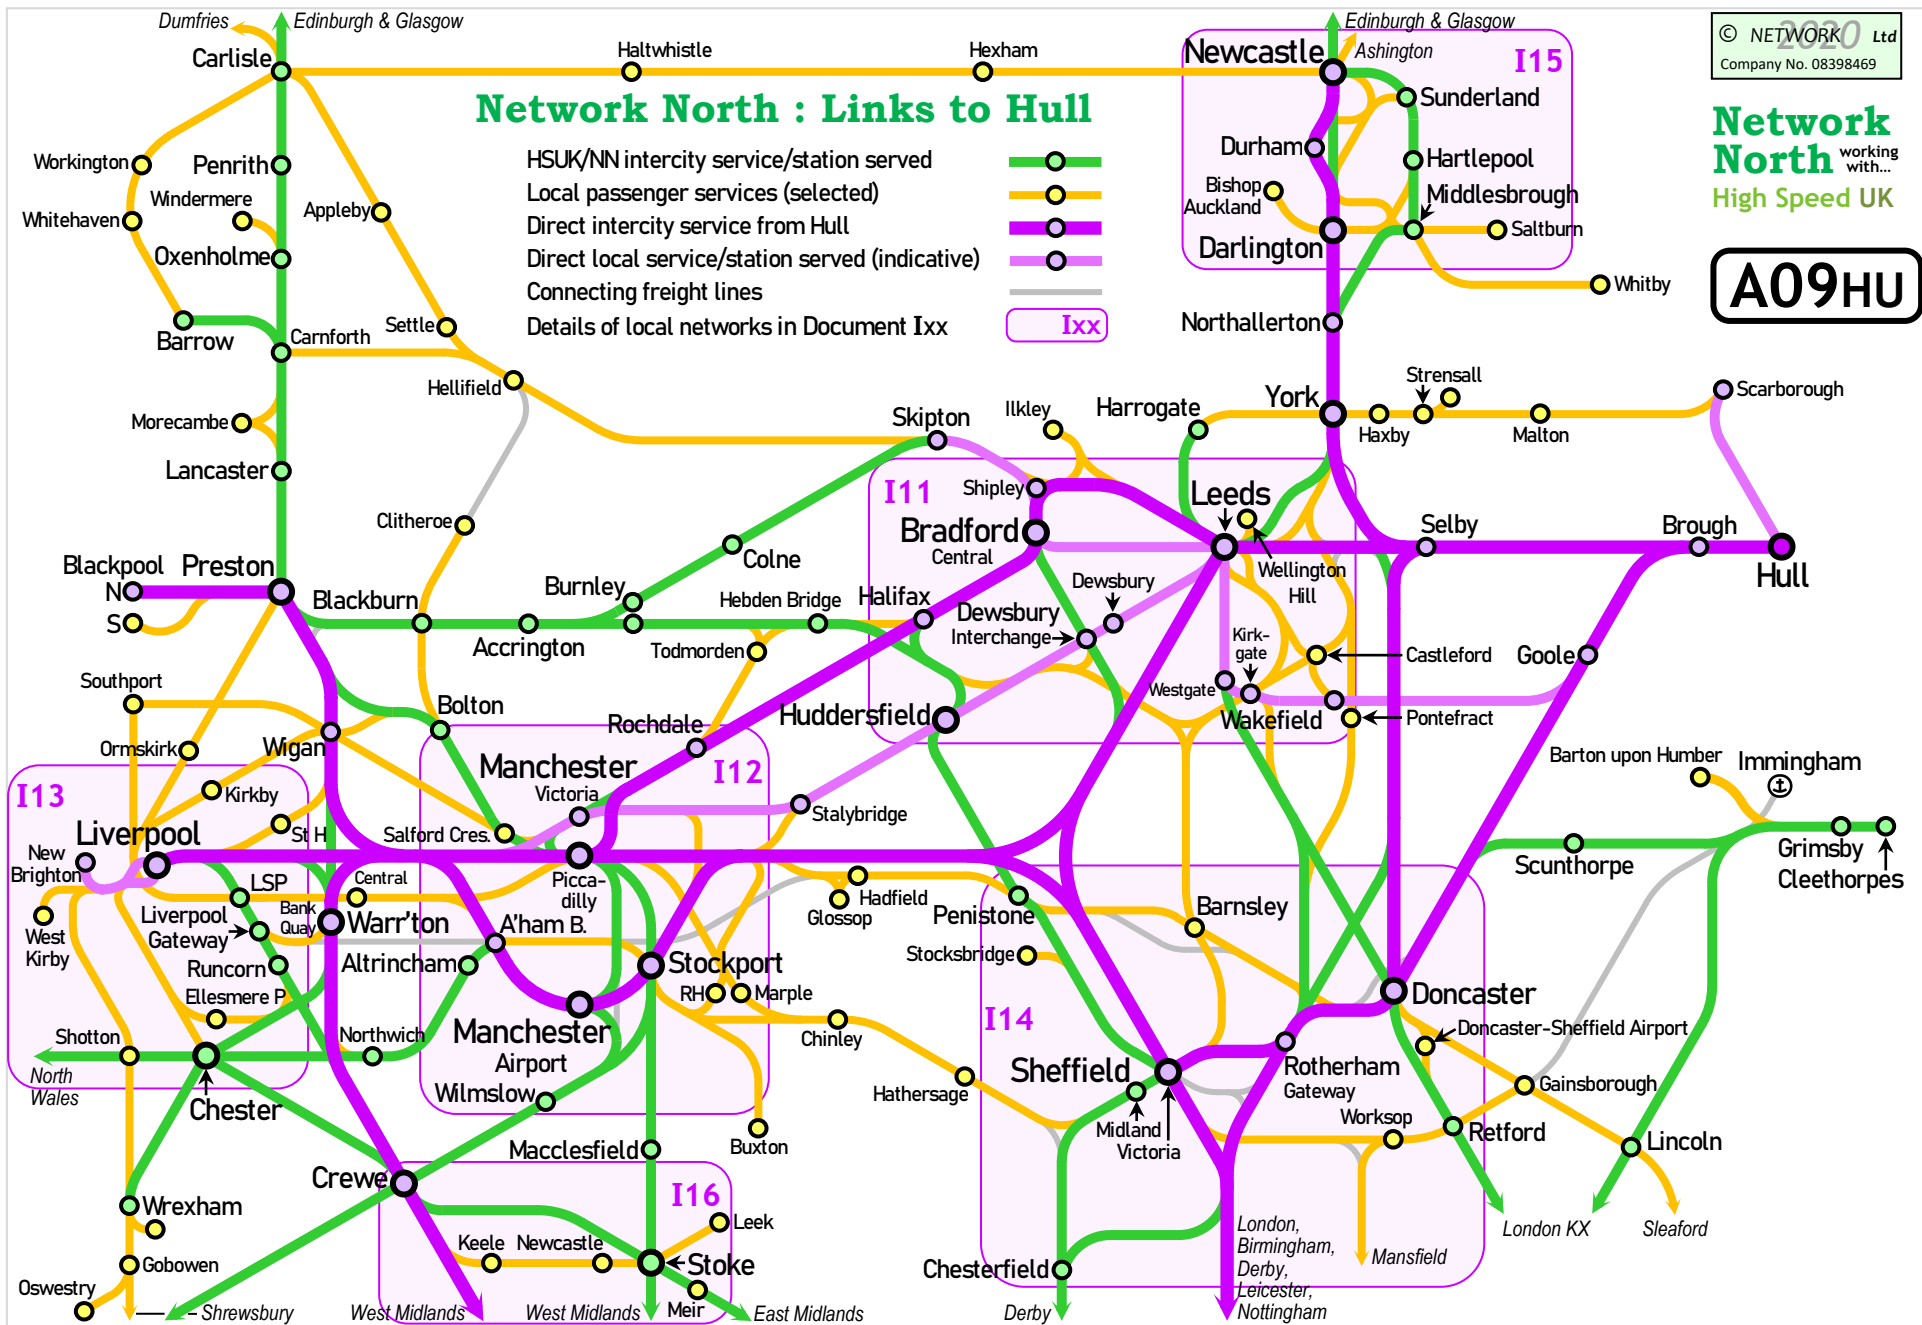 Dumfries
Edinburgh & Glasgow
Carlisle
Haltwhistle
Hexham
Newcastle
Edinburgh & Glasgow
Ashington
I15
© NETWORK 2020 Ltd
Company No. 08398469
Network North : Links to Hull
HSUK/NN intercity service/station served
Local passenger services (selected)
Direct intercity service from Hull
Direct local service/station served (indicative)
Connecting freight lines
Details of local networks in Document Ixx
Ixx
Network
North working
with...
High Speed UK
A09HU
Sunderland
Durham
Hartlepool
Bishop
Auckland
Middlesbrough
Darlington
Saltburn
Whitby
Northallerton
Workington
Penrith
Windermere
Whitehaven
Appleby
Oxenholme
Barrow
Carnforth
Settle
Hellifield
Morecambe
Lancaster
Clitheroe
Skipton
Ilkley
Harrogate
York
Strensall
Haxby
Malton
Scarborough
I11
Shipley
Leeds
Bradford
Central
Selby
Brough
Hull
Blackpool
N
S
Preston
Blackburn
Burnley
Colne
Accrington
Hebden Bridge
Todmorden
Halifax
Dewsbury
Dewsbury
Interchange
Wellington
Hill
Kirk-
gate
Castleford
Westgate
Wakefield
Pontefract
Goole
Southport
Bolton
Rochdale
Huddersfield
Ormskirk
Wigan
Manchester
Victoria
I12
I13
Kirkby
Liverpool
St H
Salford Cres.
Stalybridge
New
Brighton
LSP
Central
Picca-
dilly
Liverpool
Gateway
Bank
Quay
Warr'ton
A'ham B.
Hadfield
Glossop
Penistone
Barnsley
West
Kirby
Runcorn
Altrincham
Stockport
Stocksbridge
Ellesmere P
RH
Marple
Barton upon Humber
Immingham
Scunthorpe
Grimsby
Cleethorpes
Shotton
Northwich
Manchester
Airport
Chinley
I14
Doncaster
Doncaster-Sheffield Airport
North
Wales
Chester
Wilmslow
Hathersage
Sheffield
Rotherham
Gateway
Gainsborough
Midland
Victoria
Worksop
Retford
Lincoln
Macclesfield
Buxton
Crewe
I16
Wrexham
Leek
Keele
Newcastle
Stoke
Gobowen
Oswestry
Meir
Chesterfield
Shrewsbury
West Midlands
West Midlands
East Midlands
Derby
London,
Birmingham,
Derby,
Leicester,
Nottingham
Mansfield
London KX
Sleaford